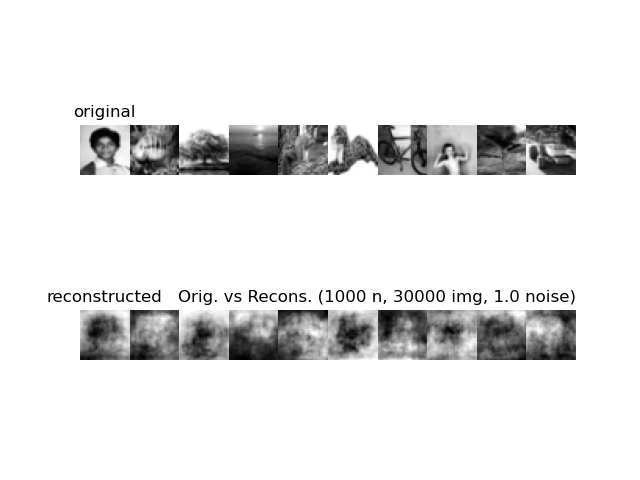 original
reconstructed Orig. vs Recons. (1000 n, 30000 img, 1.0 noise)